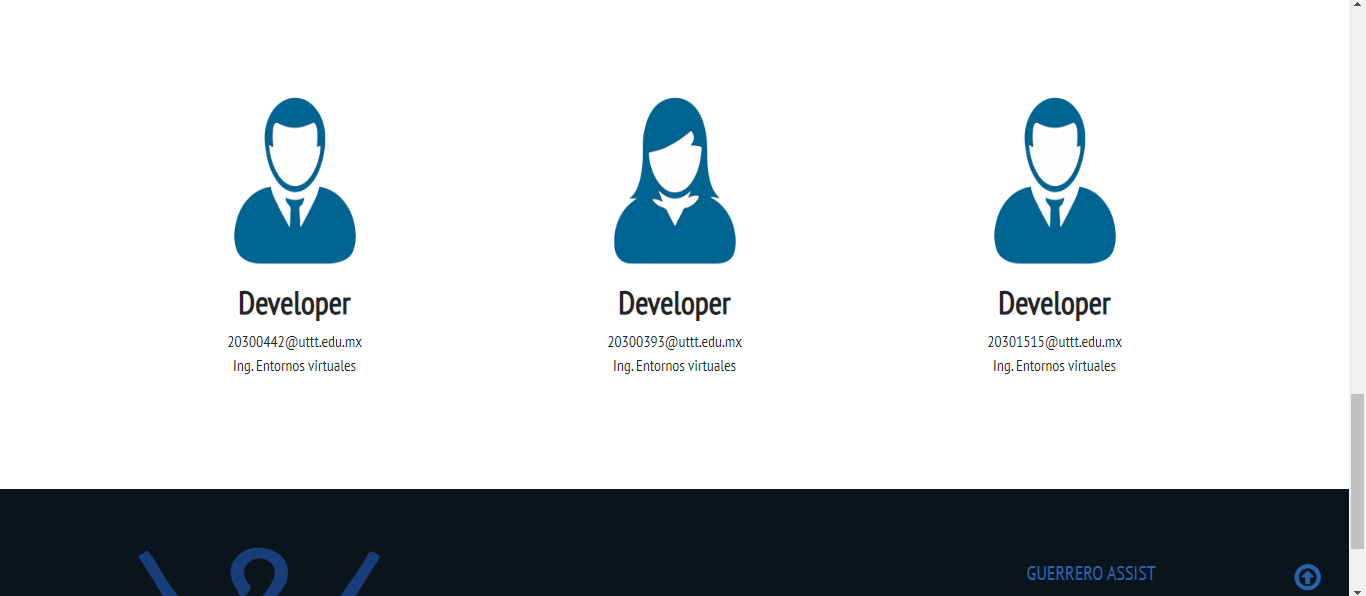 Developer
20300442@uttt.edu.mx
Ing. Entornos virtuales
Developer
20300393@uttt.edu.mx
Ing. Entornos virtuales
Developer
20301515@uttt.edu.mx
Ing. Entornos virtuales
GUERRERO ASSIST